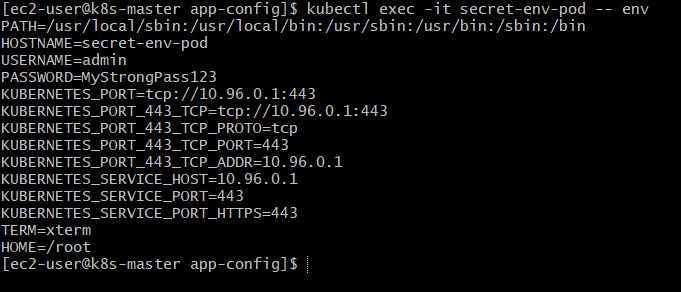 [ec2-user@k8s-master app-config]$ kubectl exec -it secret-env-pod -- env
PATH=/usr/local/sbin:/usr/local/bin:/usr/sbin:/usr/bin:/sbin:/bin
HOSTNAME=secret-env-pod
USERNAME=admin
PASSWORD=MyStrongPass123
KUBERNETES_PORT=tcp://10.96.0.1:443
KUBERNETES_PORT_443_TCP=tcp://10.96.0.1:443
KUBERNETES_PORT_443_TCP_PROTO=tcp
KUBERNETES_PORT_443_TCP_PORT=443
KUBERNETES_PORT_443_TCP_ADDR=10.96.0.1
KUBERNETES_SERVICE_HOST=10.96.0.1
KUBERNETES_SERVICE_PORT=443
KUBERNETES_SERVICE_PORT_HTTPS=443
TERM=xterm
HOME=/root
[ec2-user@k8s-master app-config]$